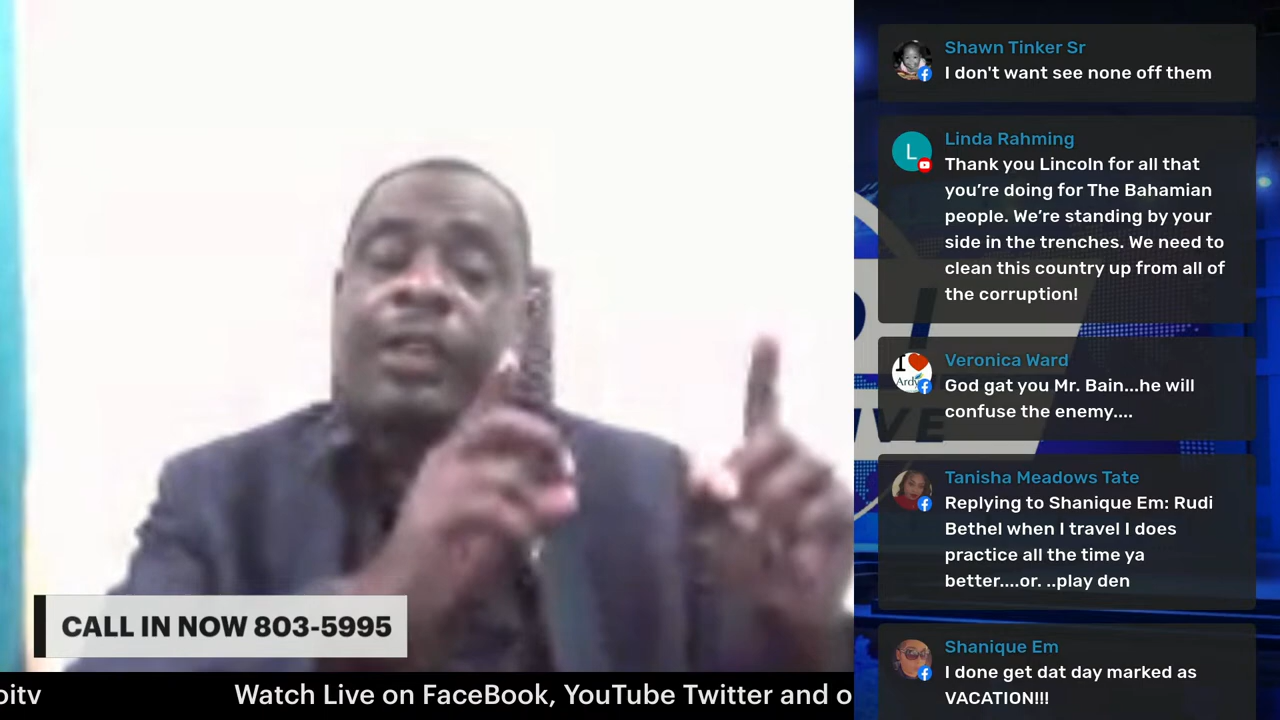 Shawn Tinker Sr
I don't want see none off them
L
Linda Rahming
Thank you Lincoln for all that
you're doing for The Bahamian
people. We're standing by your
side in the trenches. We need to
clean this country up from all of
the corruption!
I
Veronica Ward
God gat you Mr. Bain...he will
confuse the enemy....
Tanisha Meadows Tate
Replying to Shanique Em: Rudi
Bethel when I travel I does
practice all the time ya
better....or. ..play den
Shanique Em
I done get dat day marked as
VACATION!!!
CALL IN NOW 803-5995
oitv
Watch Live on FaceBook, YouTube Twitter and o